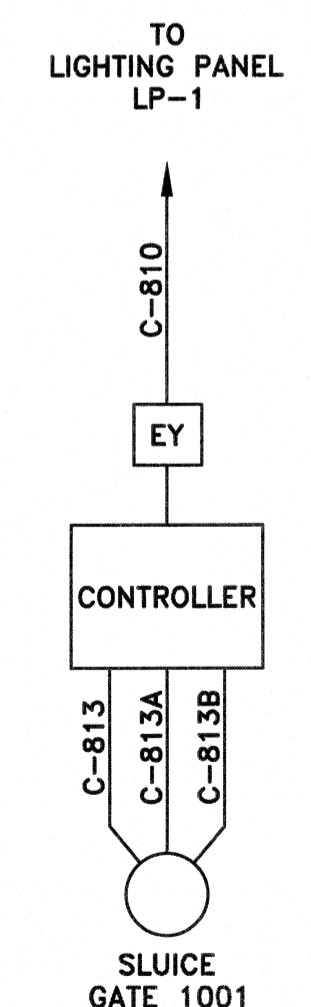 TO
LIGHTING PANEL
LP-1
C-810
EY
CONTROLLER
C-813
C-813A
C-813B
SLUICE
GATE 1001